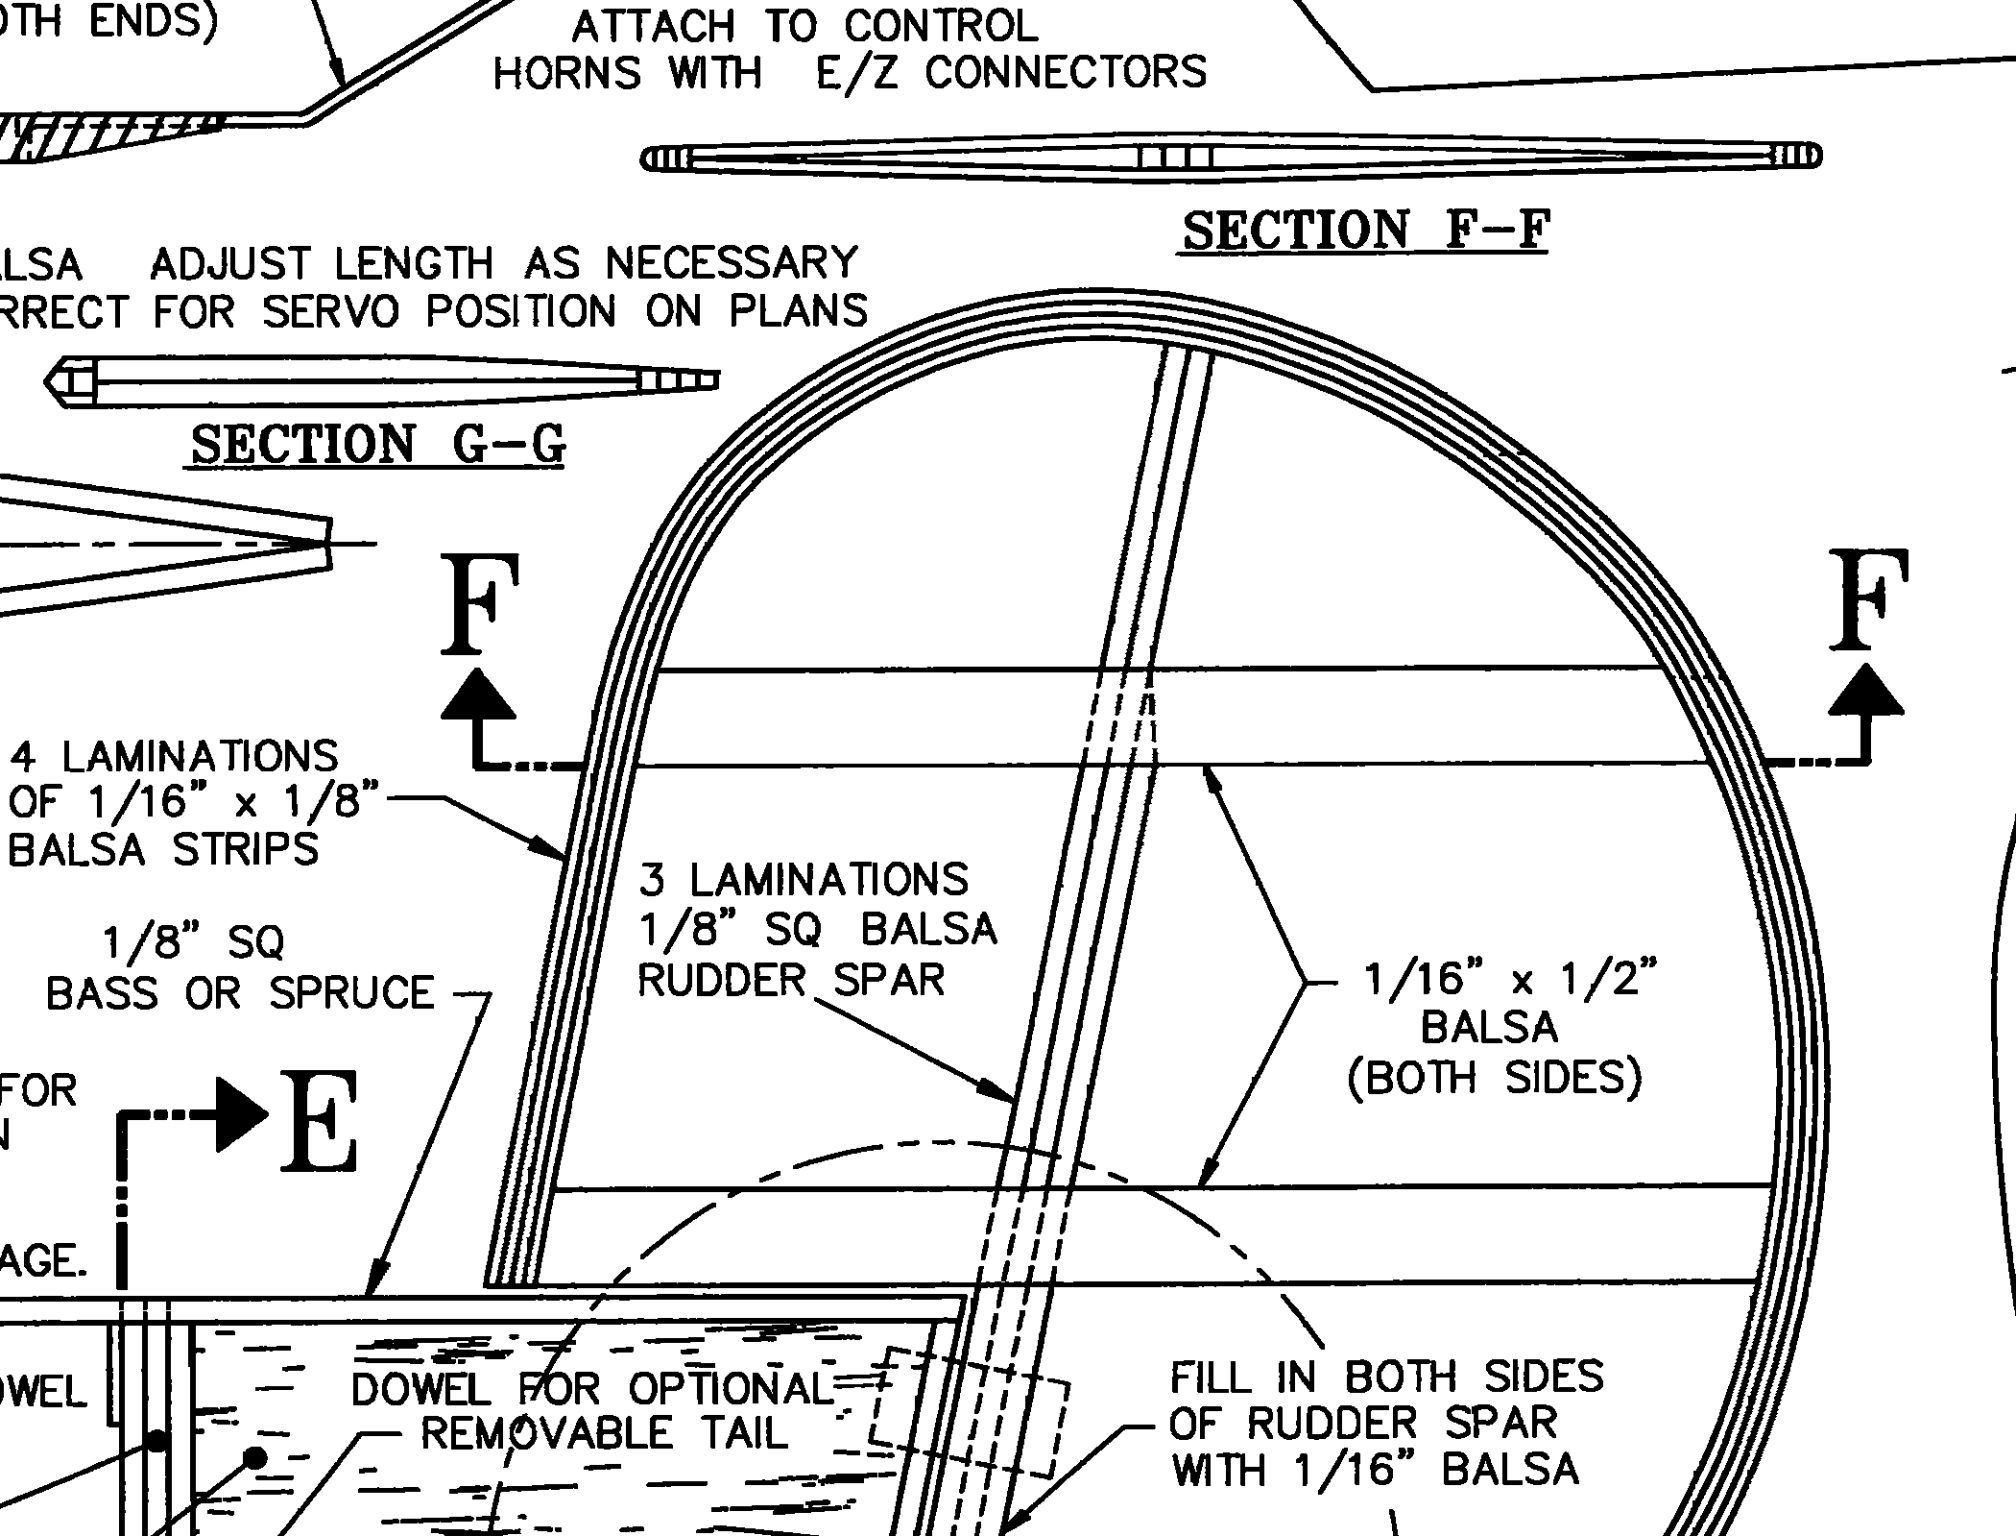 OTH ENDS)
ATTACH TO CONTROL
HORNS WITH E/Z CONNECTORS
SECTION F-F
LSA ADJUST LENGTH AS NECESSARY
RRECT FOR SERVO POSITION ON PLANS
SECTION G-G
F
F
4 LAMINATIONS
OF 1/16" x 1/8"
BALSA STRIPS
3 LAMINATIONS
1/8" SQ BALSA
RUDDER SPAR
1/8" SQ
BASS OR SPRUCE
1/16" x 1/2"
BALSA
(BOTH SIDES)
FOR
N
E
AGE.
OWEL
DOWEL FOR OPTIONAL
REMOVABLE TAIL
FILL IN BOTH SIDES
OF RUDDER SPAR
WITH 1/16" BALSA